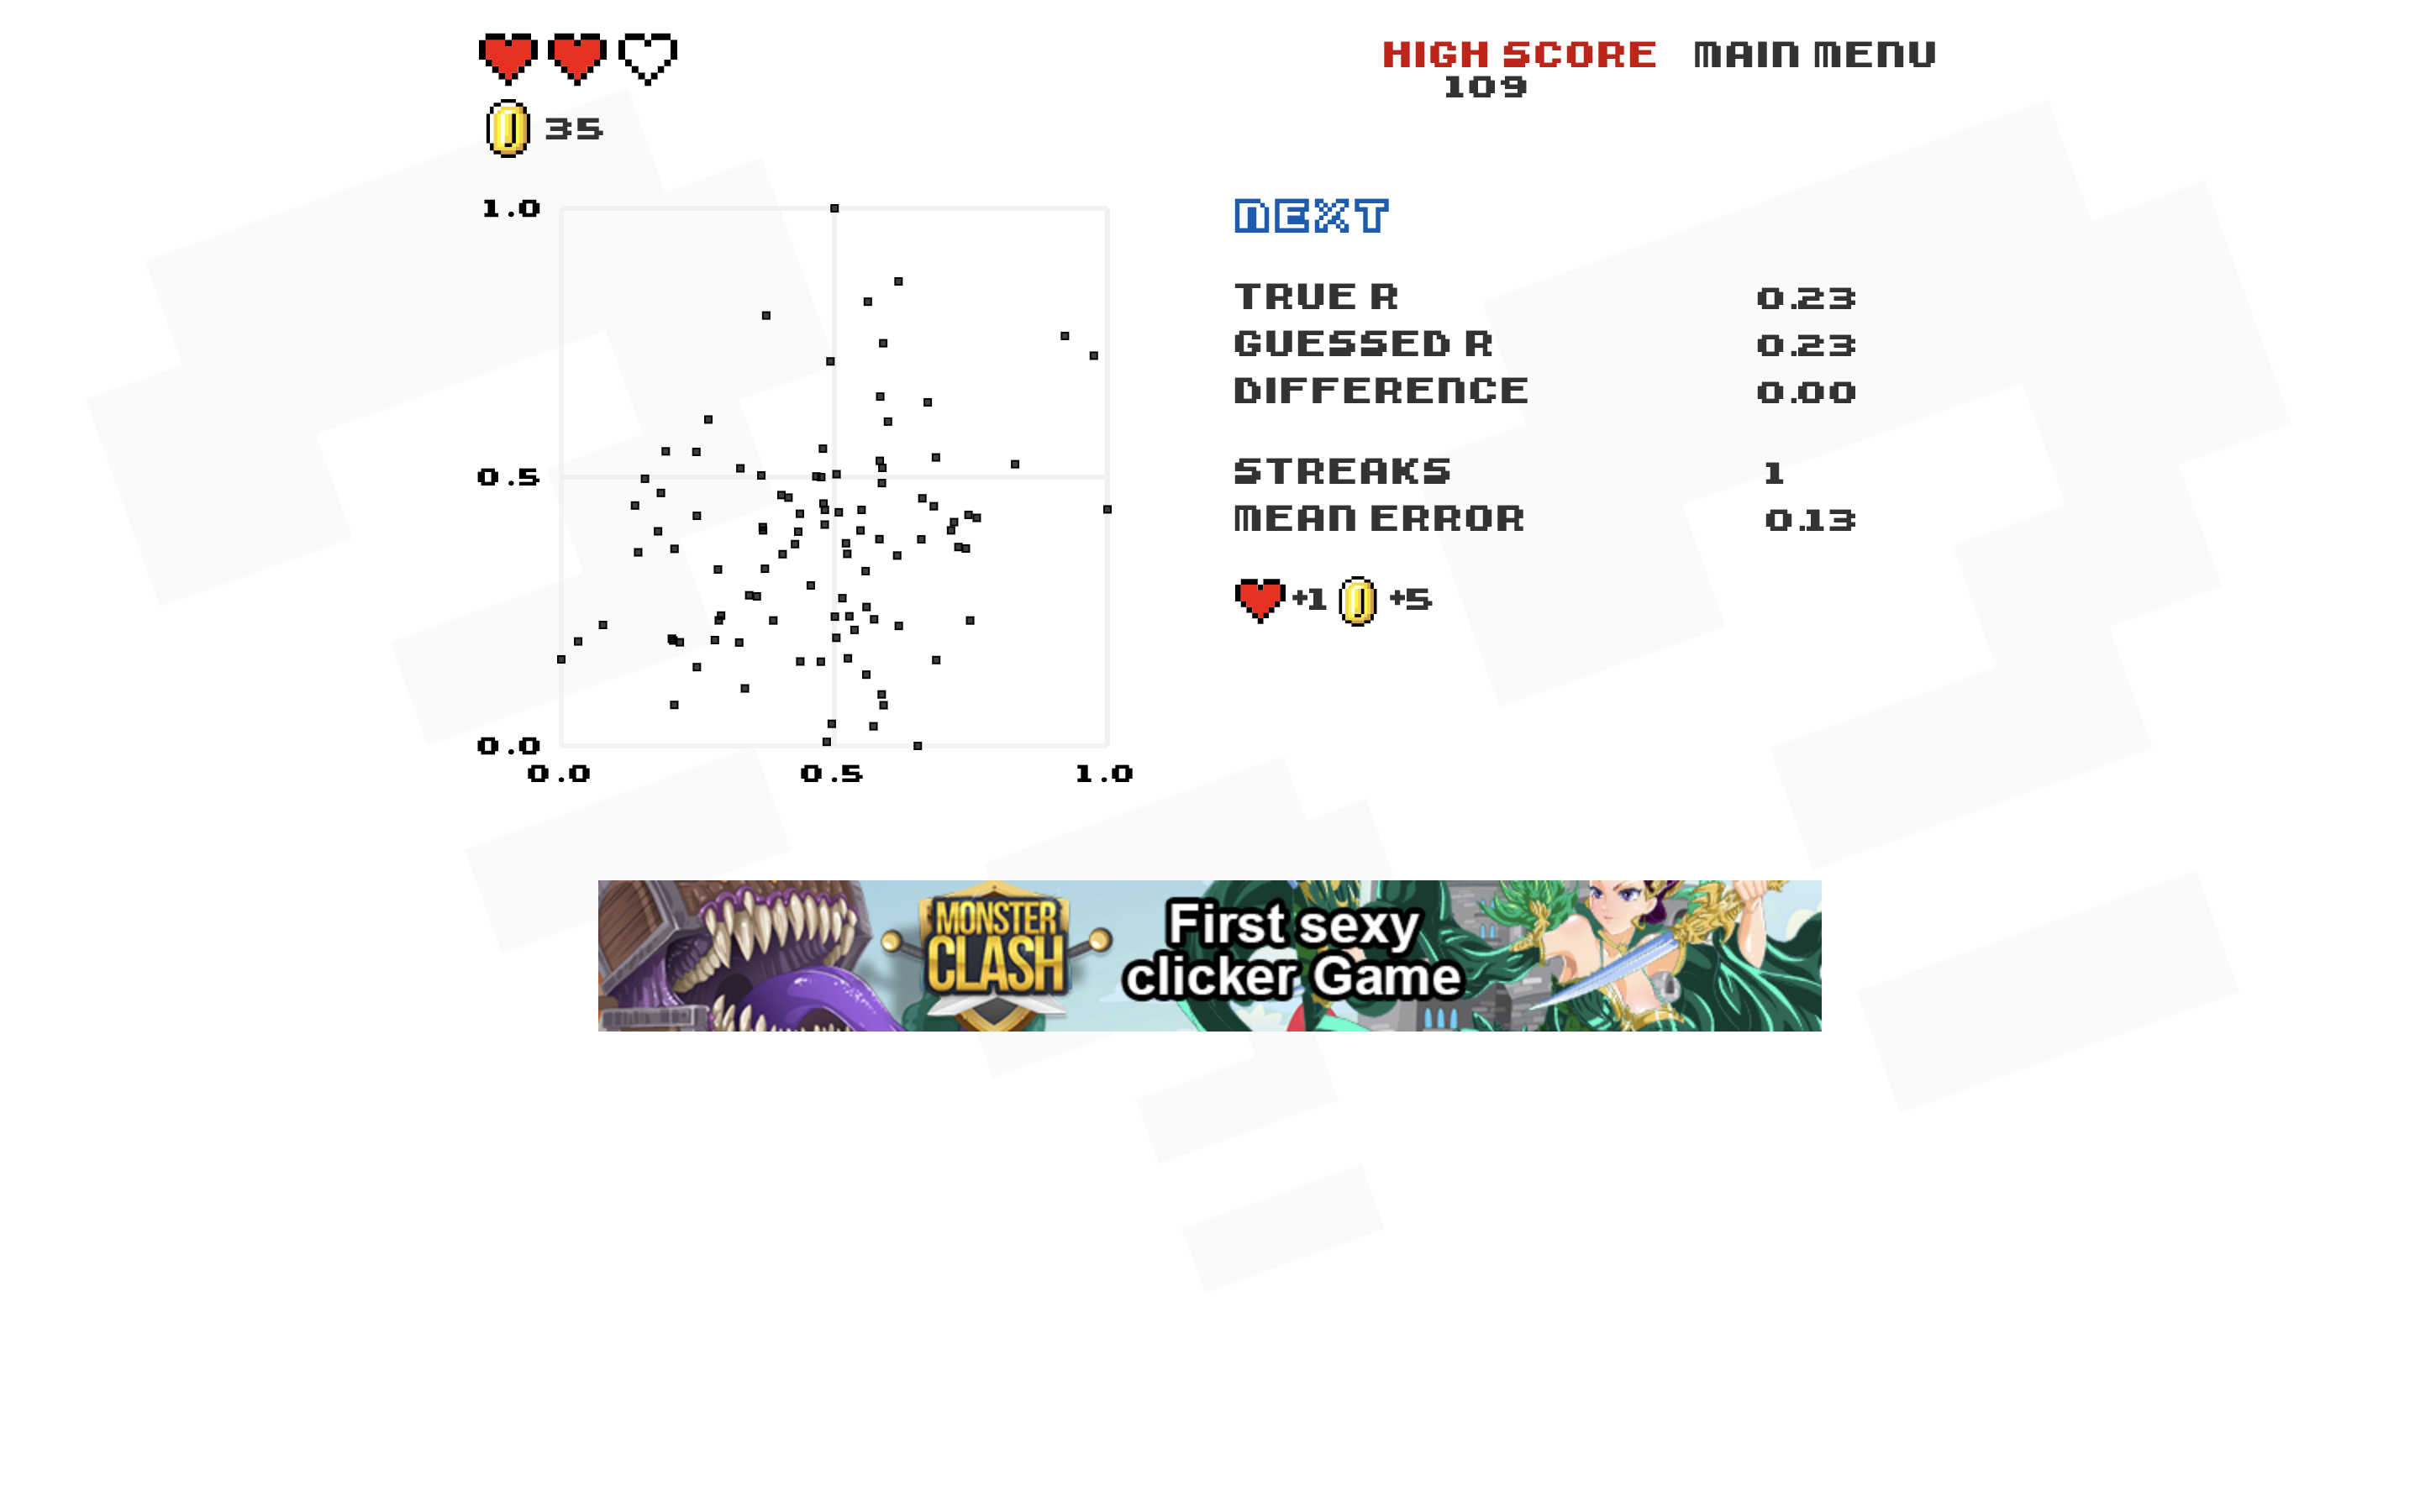 HIGH SCORE MAIN MENU
109
35
1.0
NEXT
TRUE R 0.23
GUESSED R 0.23
DIFFERENCE 0.00
0.5
STREAKS 1
MEAN ERROR 0.13
+1 +5
0.0
0.0 0.5 1.0
MONSTER
CLASH
First sexy
clicker Game